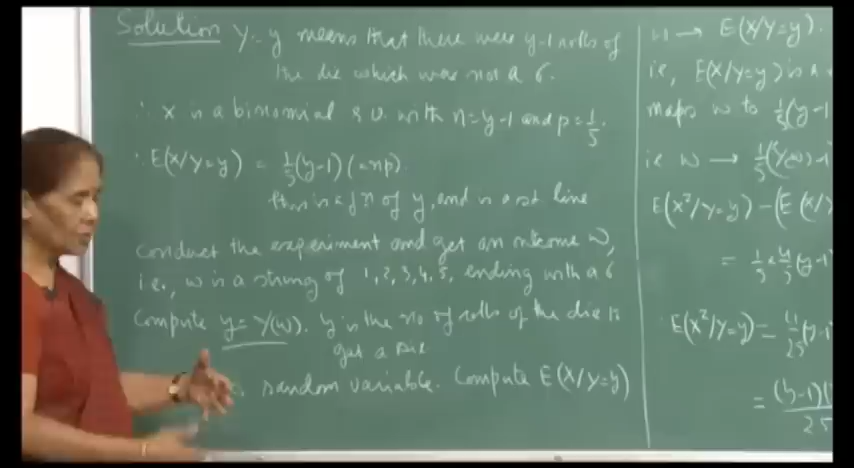 Solution Y=y means that there were y-1 rolls of
the die which was not a 6.
∴ X is a binomial r.v. with n=y-1 and p=1/5.
∴ E(X/Y=y) = 1/5(y-1) (=np).
this is a fn of y, and is a st line
Conduct the experiment and get an outcome ω,
i.e., ω is a string of 1, 2, 3, 4, 5, ending with a 6
Compute y = Y(ω). y is the no of rolls of the die to
get a six
random variable. Compute E(X/Y=y)
ω → E(X/Y=y).
ie, E(X/Y=y) is a
maps ω to 1/5(y-1
ie ω → 1/5(Y(ω)-1
E(X²/Y=y) - (E(X/
= 1/5 × 4/5 (y-1
E(X²/Y=y) = 4/25 (y-1
= (y-1)( / 25